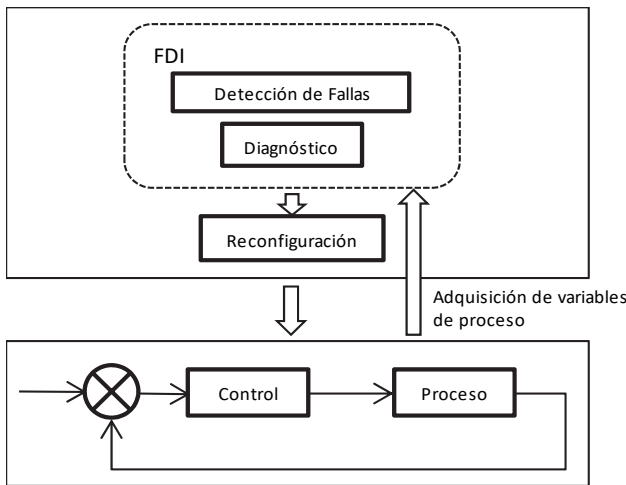 FDI
Detección de Fallas
Diagnóstico
Reconfiguración
Adquisición de variables
de proceso
Control
Proceso